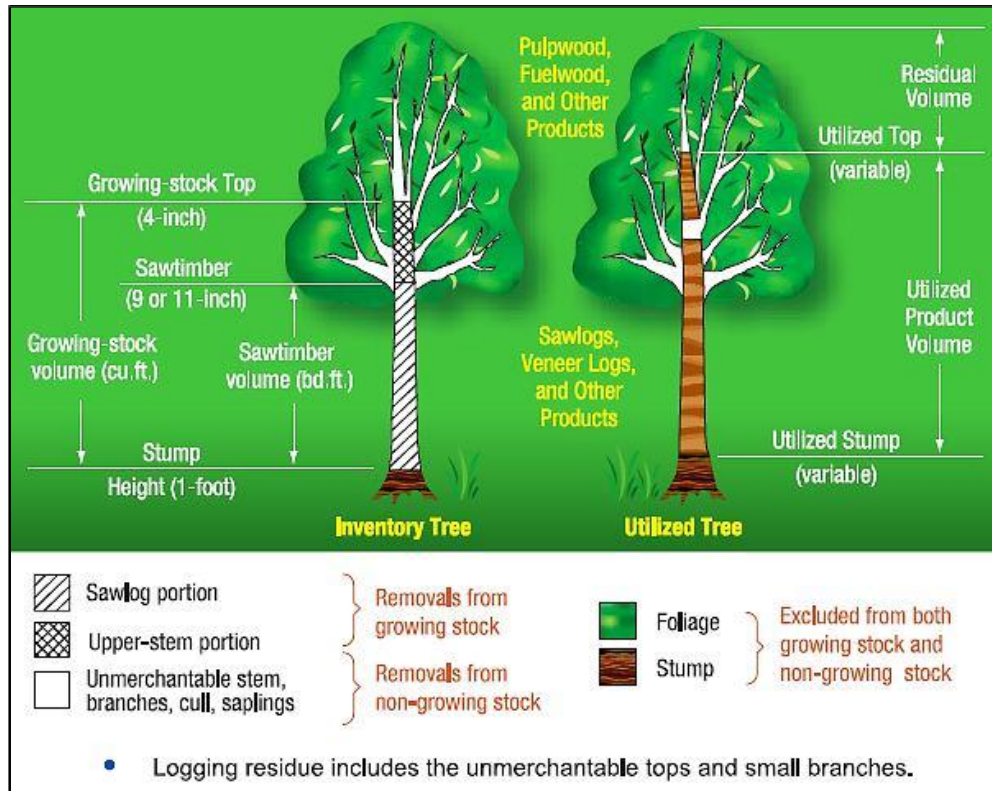 Pulpwood,
Fuelwood,
and Other
Products
Residual
Volume
Utilized Top
(variable)
Growing-stock Top
(4-inch)
Sawtimber
(9 or 11-inch)
Growing-stock
volume (cu.ft.)
Sawtimber
volume (bd.ft.)
Sawlogs,
Veneer Logs,
and Other
Products
Utilized
Product
Volume
Stump
Height (1-foot)
Utilized Stump
(variable)
Inventory Tree
Utilized Tree
Sawlog portion
Upper-stem portion
Removals from
growing stock
Unmerchantable stem,
branches, cull, saplings
Removals from
non-growing stock
Foliage
Stump
Excluded from both
growing stock and
non-growing stock
• Logging residue includes the unmerchantable tops and small branches.